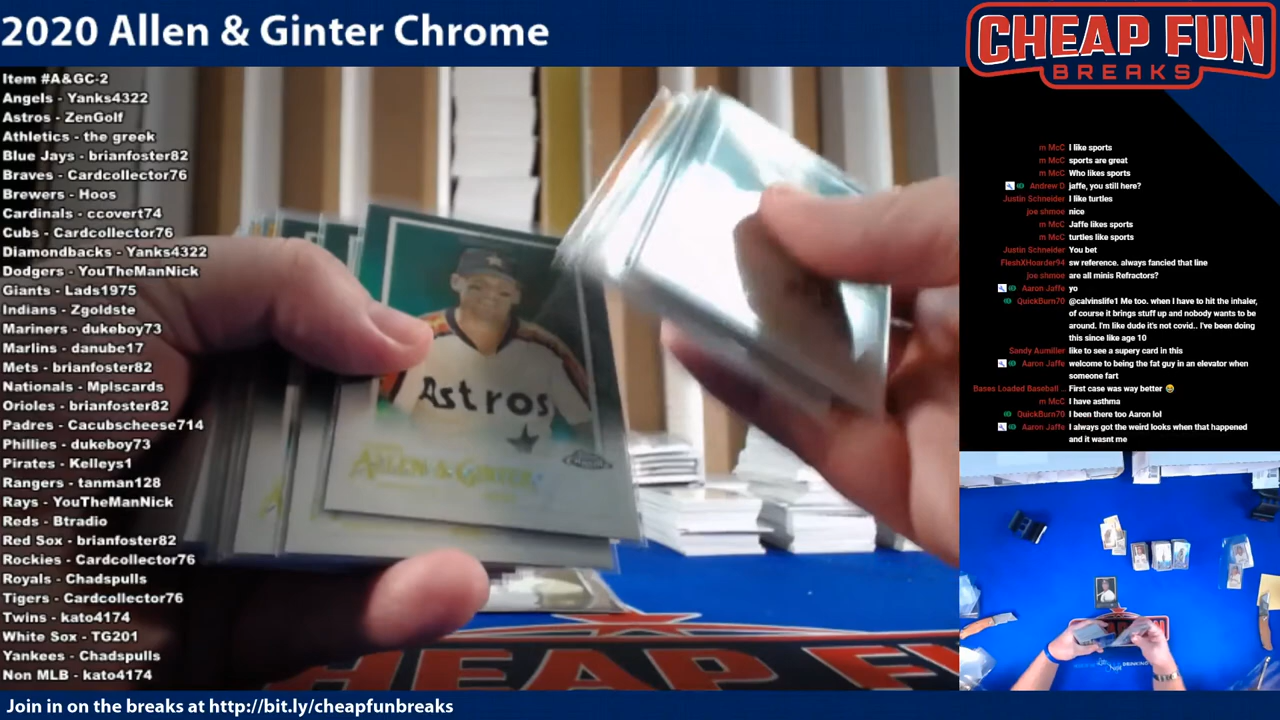 2020 Allen & Ginter Chrome
Item #A&GC-2
Angels - Yanks4322
Astros - ZenGolf
Athletics - the greek
Blue Jays - brianfoster82
Braves - Cardcollector76
Brewers - Hoos
Cardinals - ccovert74
Cubs - Cardcollector76
Diamondbacks - Yanks4322
Dodgers - YouTheManNick
Giants - Lads1975
Indians - Zgoldste
Mariners - dukeboy73
Marlins - danube17
Mets - brianfoster82
Nationals - Mplscards
Orioles - brianfoster82
Padres - Cacubscheese714
Phillies - dukeboy73
Pirates - Kelleys1
Rangers - tanman128
Rays - YouTheManNick
Reds - Btradio
Red Sox - brianfoster82
Rockies - Cardcollector76
Royals - Chadspulls
Tigers - Cardcollector76
Twins - kato4174
White Sox - TG201
Yankees - Chadspulls
Non MLB - kato4174
Astros
ALLEN & GINTER
HEAP FUN
Join in on the breaks at http://bit.ly/cheapfunbreaks
CHEAP FUN
BREAKS
m McC I like sports
m McC sports are great
m McC Who likes sports
Andrew D jaffe, you still here?
Justin Schneider I like turtles
joe shmoe nice
m McC Jaffe likes sports
m McC turtles like sports
Justin Schneider You bet
FleshXHoarder94 sw reference. always fancied that line
joe shmoe are all minis Refractors?
Aaron Jaffe yo
QuickBurn70 @calvinslife1 Me too. when I have to hit the inhaler,
of course it brings stuff up and nobody wants to be
around. I'm like dude it's not covid.. I've been doing
this since like age 10
Sandy Aumiller like to see a supery card in this
Aaron Jaffe welcome to being the fat guy in an elevator when
someone fart
Bases Loaded Baseball ... First case was way better 😆
m McC I have asthma
QuickBurn70 I been there too Aaron lol
Aaron Jaffe I always got the weird looks when that happened
and it wasnt me